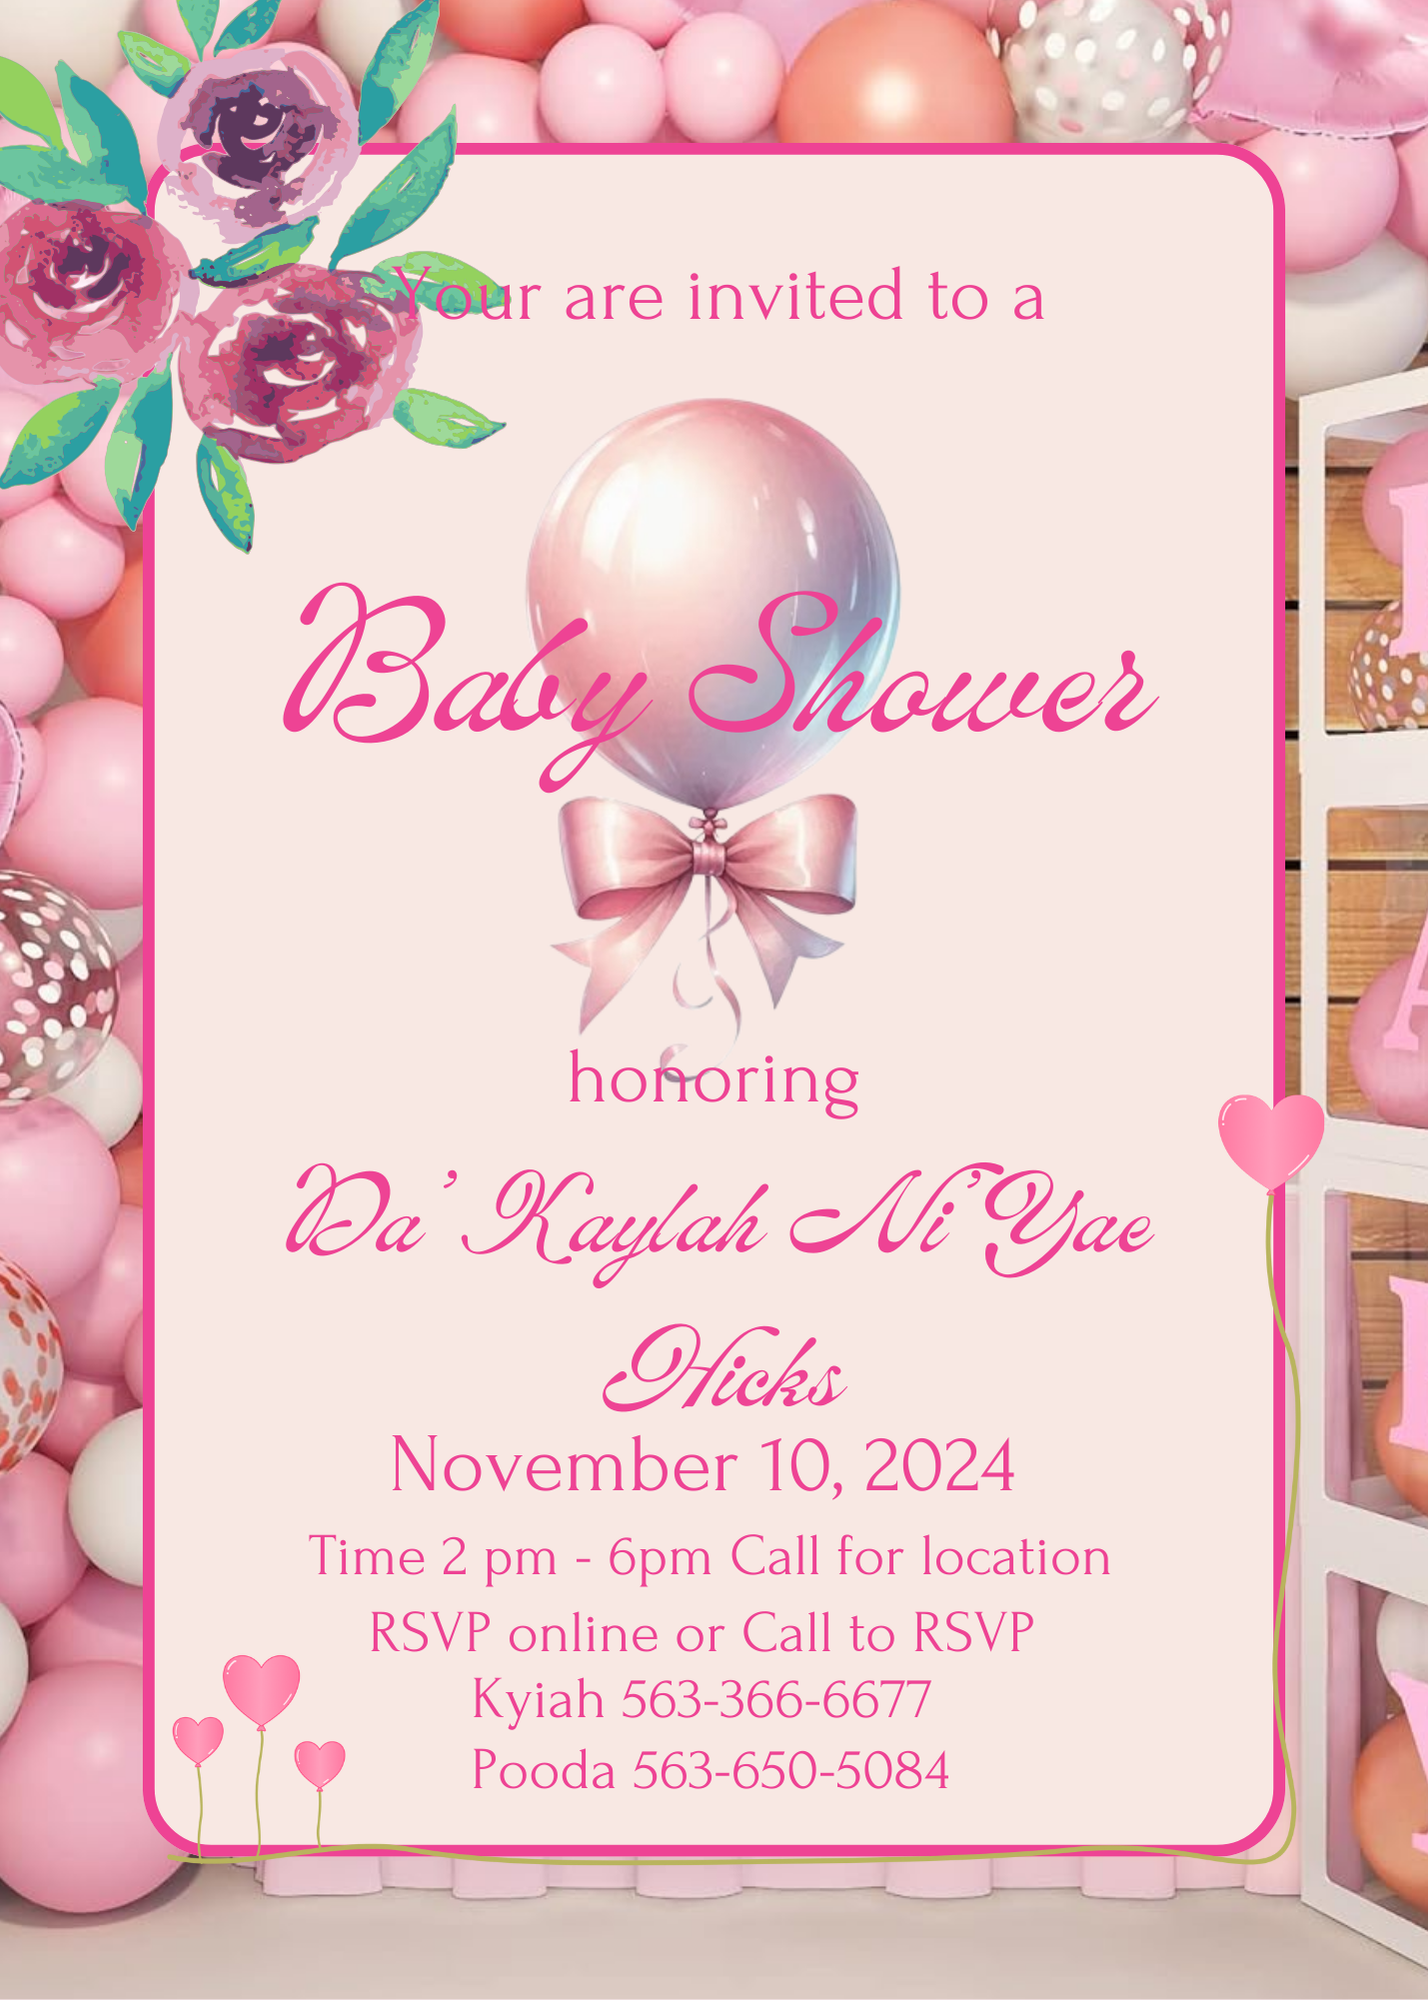 Your are invited to a
Baby Shower
honoring
Da' Kaylah Ni'Yae
Hicks
November 10, 2024
Time 2 pm - 6pm Call for location
RSVP online or Call to RSVP
Kyiah 563-366-6677
Pooda 563-650-5084